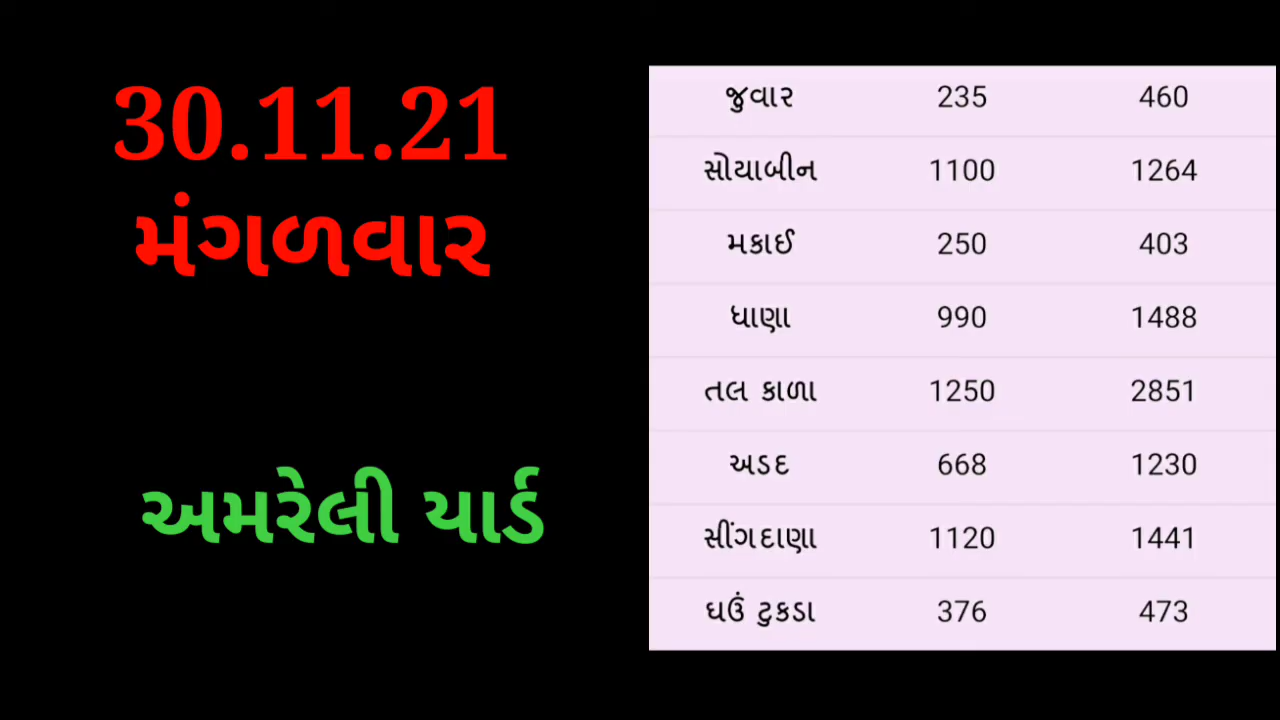 30.11.21
મંગળવાર
અમરેલી યાર્ડ
જુવાર 235 460
સોયાબીન 1100 1264
મકાઈ 250 403
ધાણા 990 1488
તલ કાળા 1250 2851
અડદ 668 1230
સીંગદાણા 1120 1441
ઘઉં ટુકડા 376 473